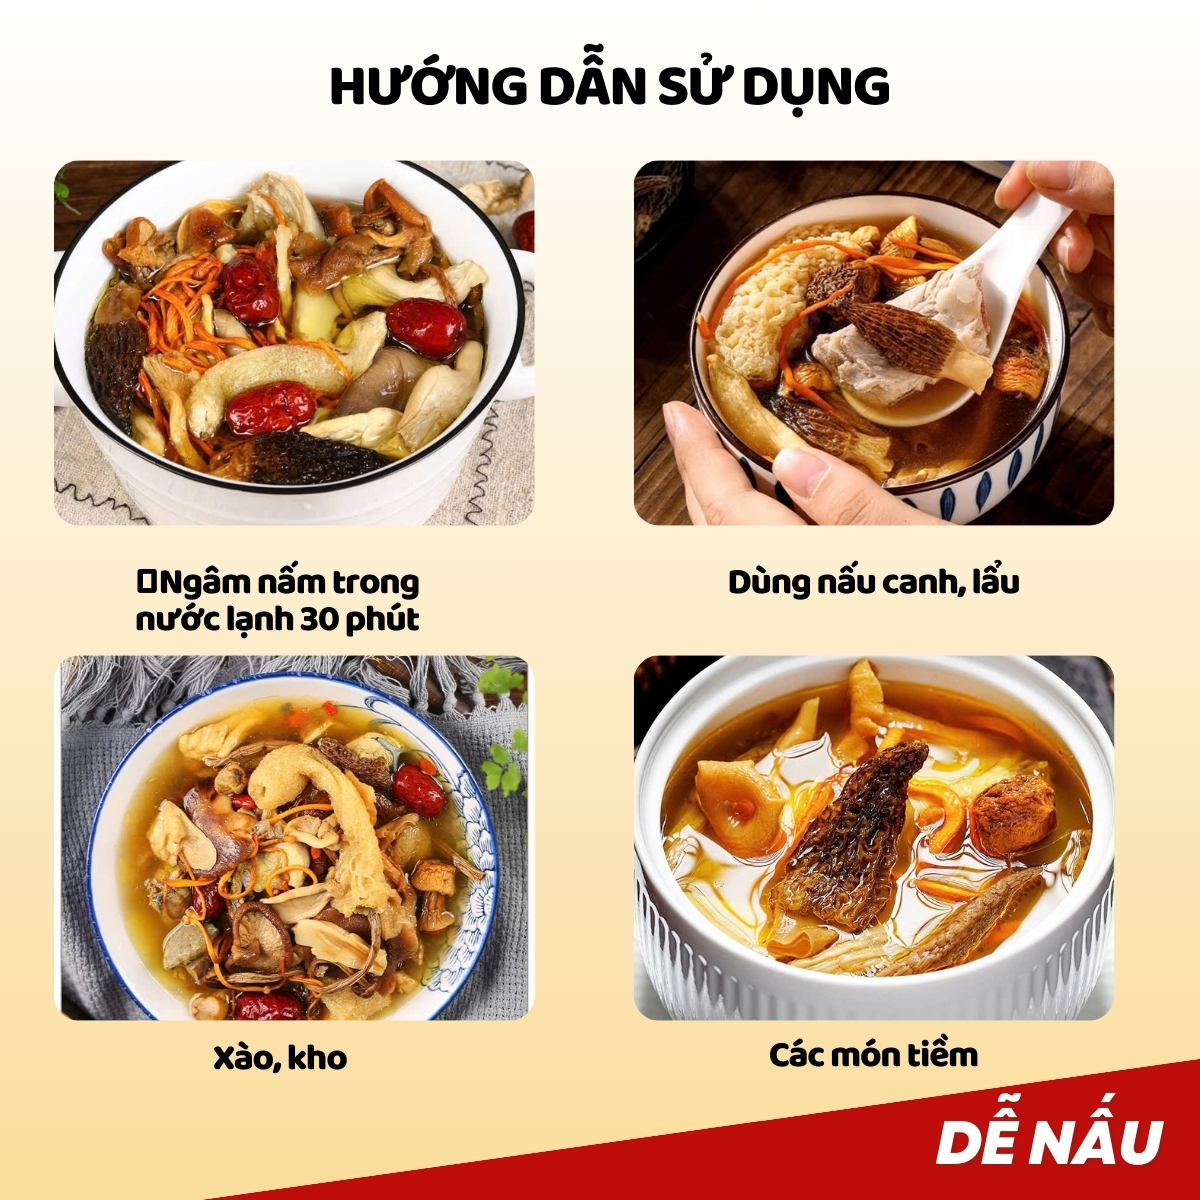 HƯỚNG DẪN SỬ DỤNG
▯Ngâm nấm trong
nước lạnh 30 phút
Dùng nấu canh, lẩu
Xào, kho
Các món tiềm
DỄ NẤU